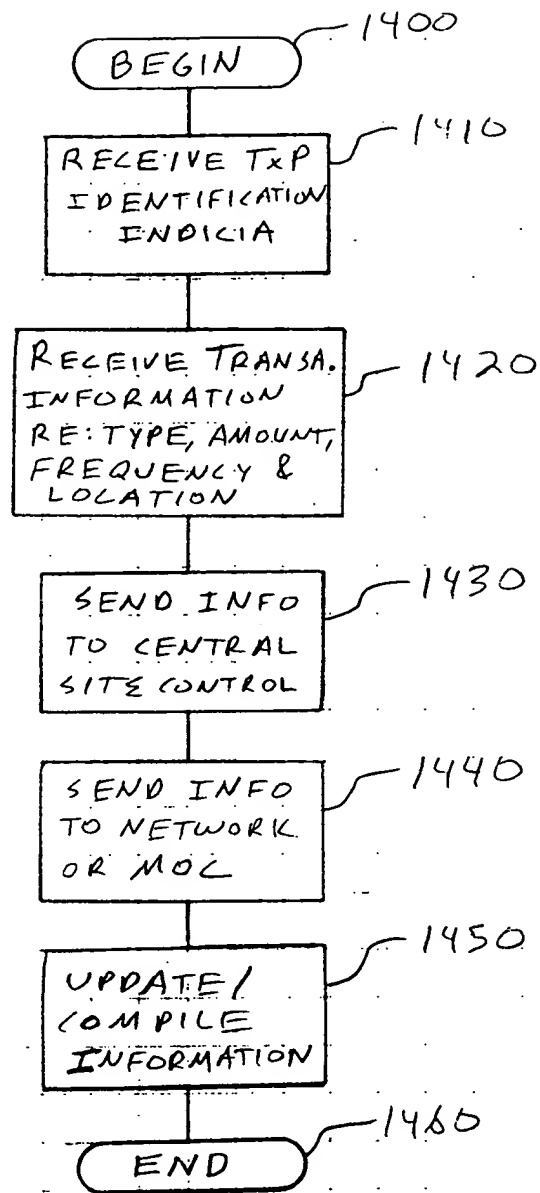 BEGIN
1400
RECEIVE TxP
IDENTIFICATION
INDICIA
1410
RECEIVE TRANSA.
INFORMATION
RE: TYPE, AMOUNT,
FREQUENCY &
LOCATION
1420
SEND INFO
TO CENTRAL
SITE CONTROL
1430
SEND INFO
TO NETWORK
OR MOC
1440
UPDATE/
COMPILE
INFORMATION
1450
END
1460